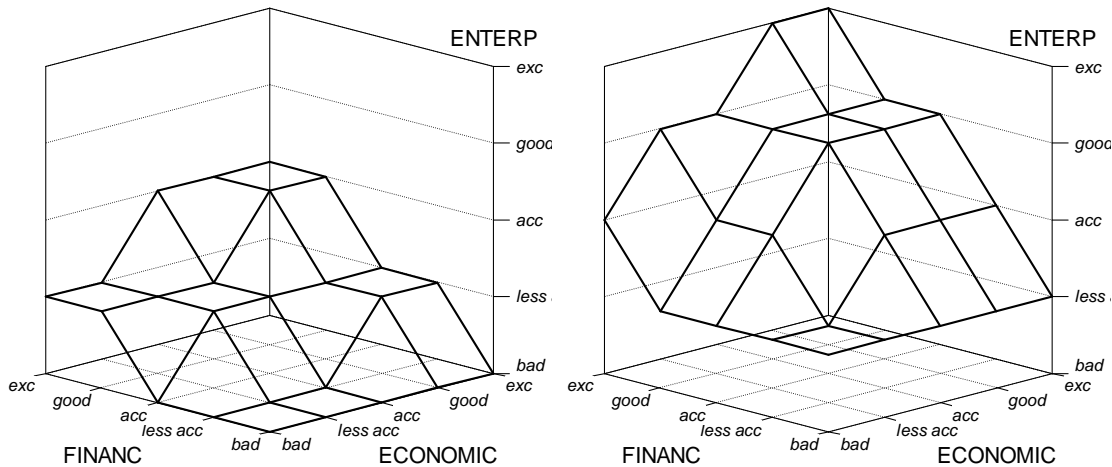 ENTERP
exc
good
acc
less a
bad
exc
good
acc
less acc
bad
bad
less acc
acc
good
exc
FINANC
ECONOMIC
ENTERP
exc
good
acc
less a
bad
exc
good
acc
less acc
bad
bad
less acc
acc
good
exc
FINANC
ECONOMIC